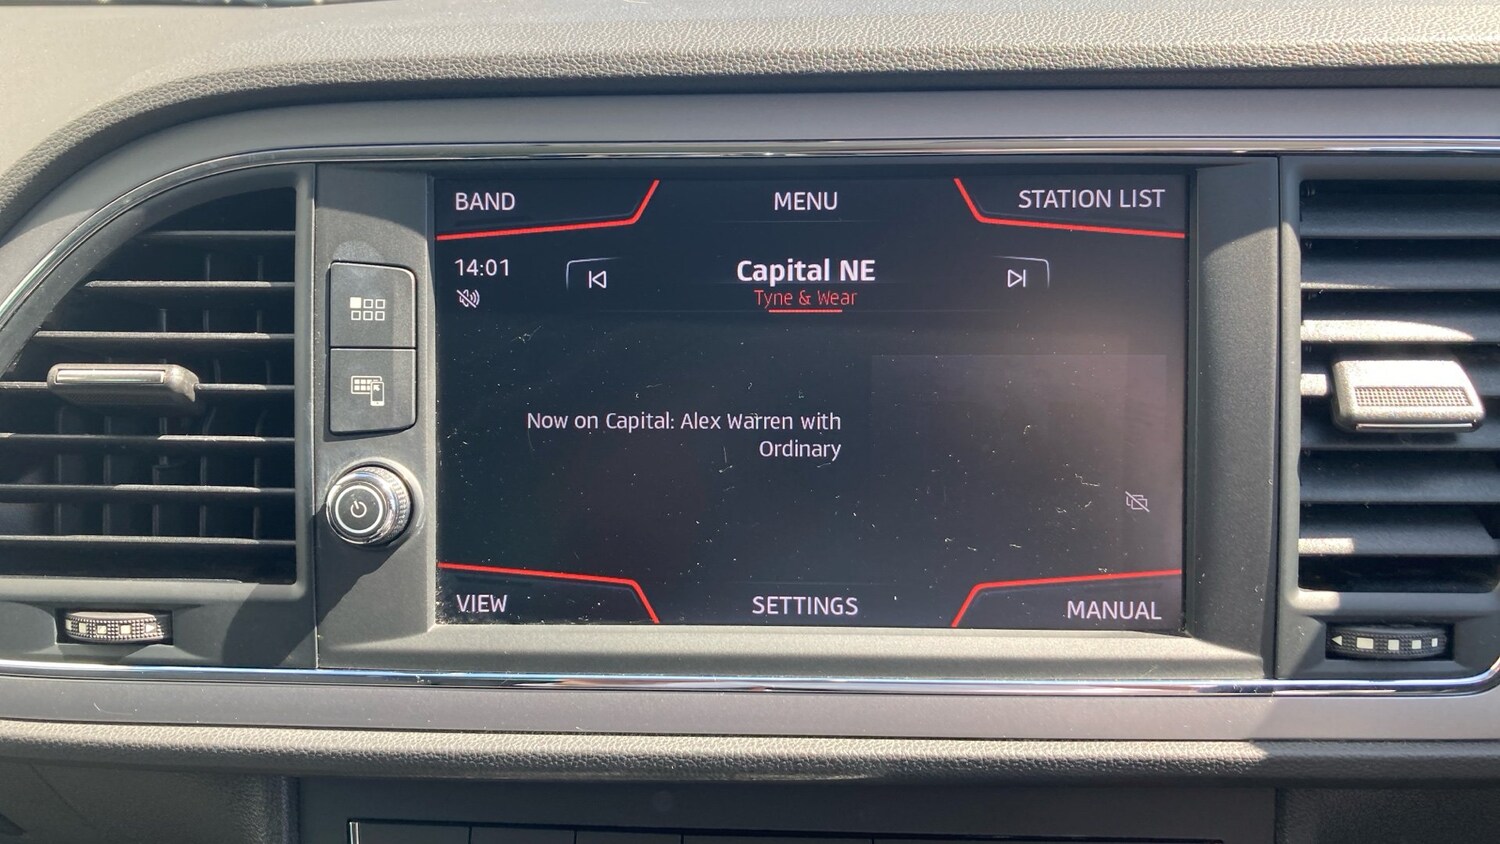 BAND
MENU
STATION LIST
14:01
Capital NE
Tyne & Wear
Now on Capital: Alex Warren with
Ordinary
VIEW
SETTINGS
MANUAL